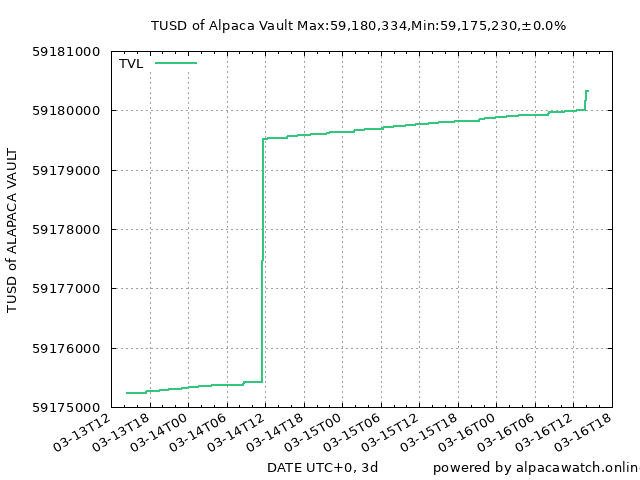 TUSD of Alpaca Vault Max:59,180,334,Min:59,175,230,±0.0%
TVL
59181000
59180000
59179000
59178000
59177000
59176000
59175000
TUSD of ALAPACA VAULT
03-13T12
03-13T18
03-14T00
03-14T06
03-14T12
03-14T18
03-15T00
03-15T06
03-15T12
03-15T18
03-16T00
03-16T06
03-16T12
03-16T18
DATE UTC+0, 3d
powered by alpacawatch.onlin